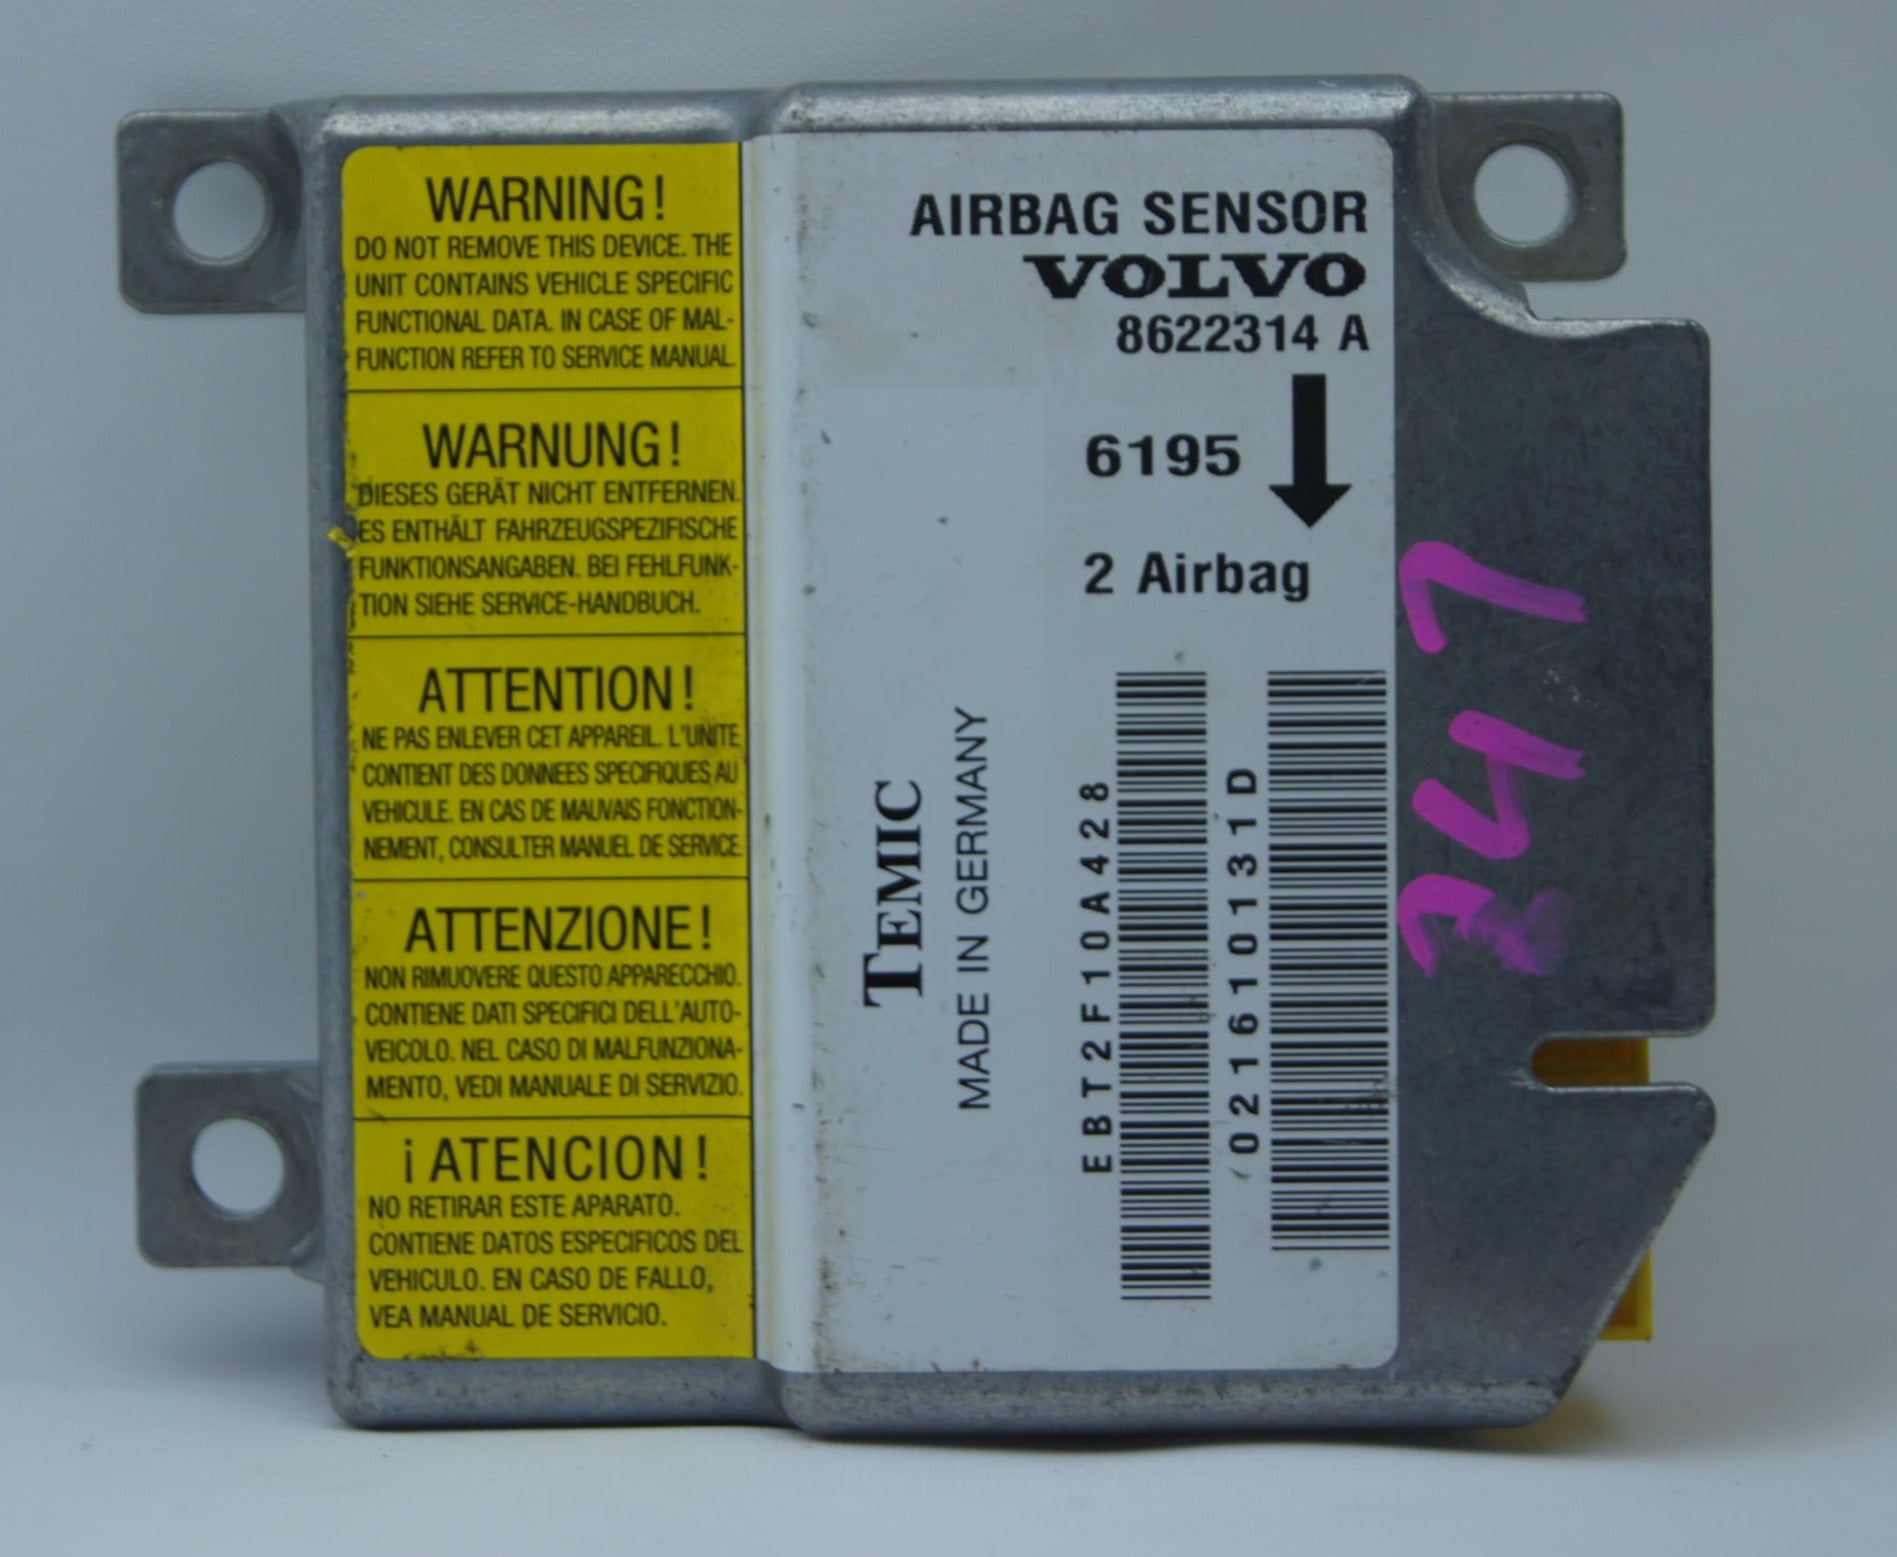 WARNING!
DO NOT REMOVE THIS DEVICE. THE
UNIT CONTAINS VEHICLE SPECIFIC
FUNCTIONAL DATA. IN CASE OF MAL-
FUNCTION REFER TO SERVICE MANUAL.
WARNUNG!
DIESES GERÄT NICHT ENTFERNEN.
ES ENTHÄLT FAHRZEUGSPEZIFISCHE
FUNKTIONSANGABEN. BEI FEHLFUNK-
TION SIEHE SERVICE-HANDBUCH.
ATTENTION!
NE PAS ENLEVER CET APPAREIL. L'UNITE
CONTIENT DES DONNEES SPECIFIQUES AU
VEHICULE. EN CAS DE MAUVAIS FONCTION-
NEMENT, CONSULTER MANUEL DE SERVICE.
ATTENZIONE!
NON RIMUOVERE QUESTO APPARECCHIO.
CONTIENE DATI SPECIFICI DELL'AUTO-
VEICOLO. NEL CASO DI MALFUNZIONA-
MENTO, VEDI MANUALE DI SERVIZIO.
¡ATENCION!
NO RETIRAR ESTE APARATO.
CONTIENE DATOS ESPECIFICOS DEL
VEHICULO. EN CASO DE FALLO,
VEA MANUAL DE SERVICIO.
AIRBAG SENSOR
VOLVO
8622314 A
6195
2 Airbag
TEMIC
MADE IN GERMANY
EBT2F10A428
021610131D
347